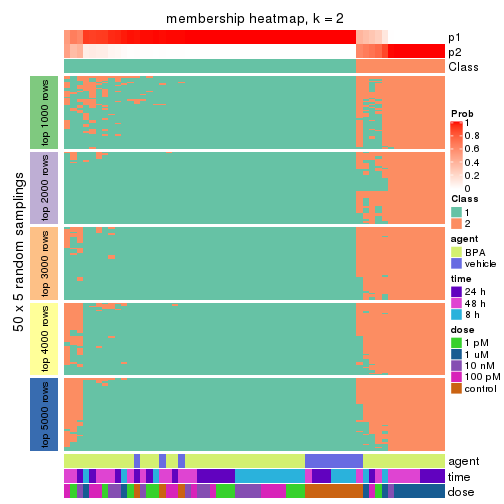 membership heatmap, k = 2
p1
p2
Class
50 x 5 random samplings
top 1000 rows
top 2000 rows
top 3000 rows
top 4000 rows
top 5000 rows
agent
time
dose
Prob
1
0.8
0.6
0.4
0.2
0
Class
1
2
agent
BPA
vehicle
time
24 h
48 h
8 h
dose
1 pM
1 uM
10 nM
100 pM
control